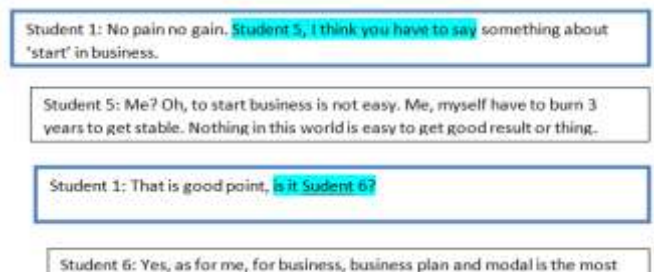 Student 1: No pain no gain. Student 5, I think you have to say something about
'start' in business.
Student 5: Me? Oh, to start business is not easy. Me, myself have to burn 3
years to get stable. Nothing in this world is easy to get good result or thing.
Student 1: That is good point, is it Sudent 6?
Student 6: Yes, as for me, for business, business plan and modal is the most